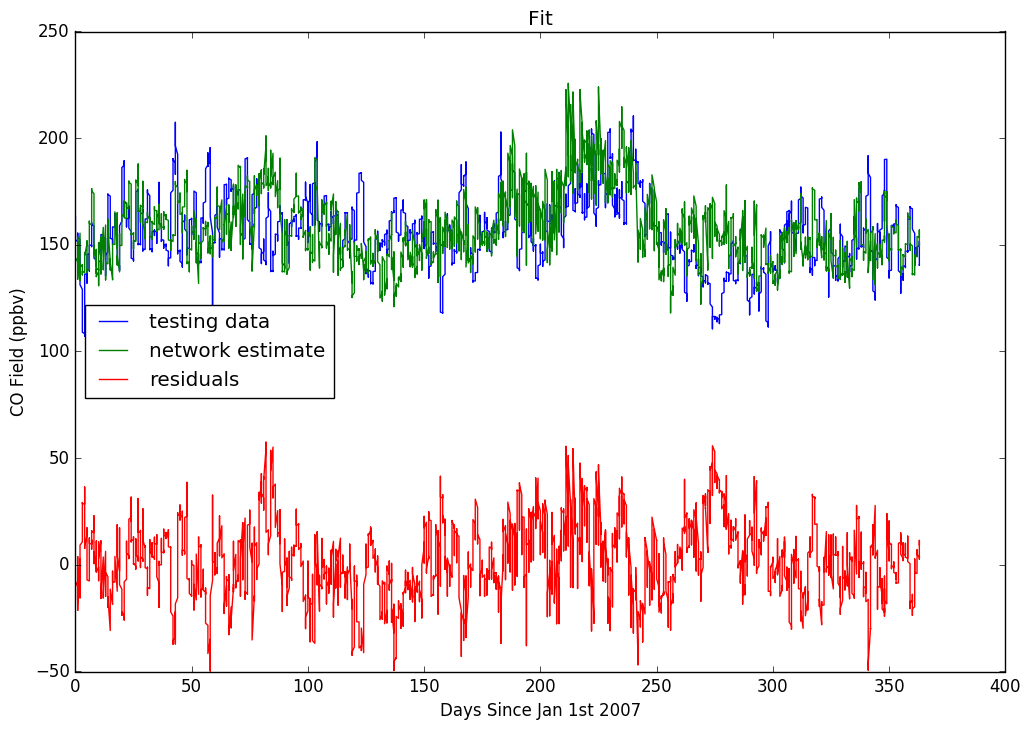 Fit
CO Field (ppbv)
250
200
150
100
50
0
−50
testing data
network estimate
residuals
0 50 100 150 200 250 300 350 400
Days Since Jan 1st 2007